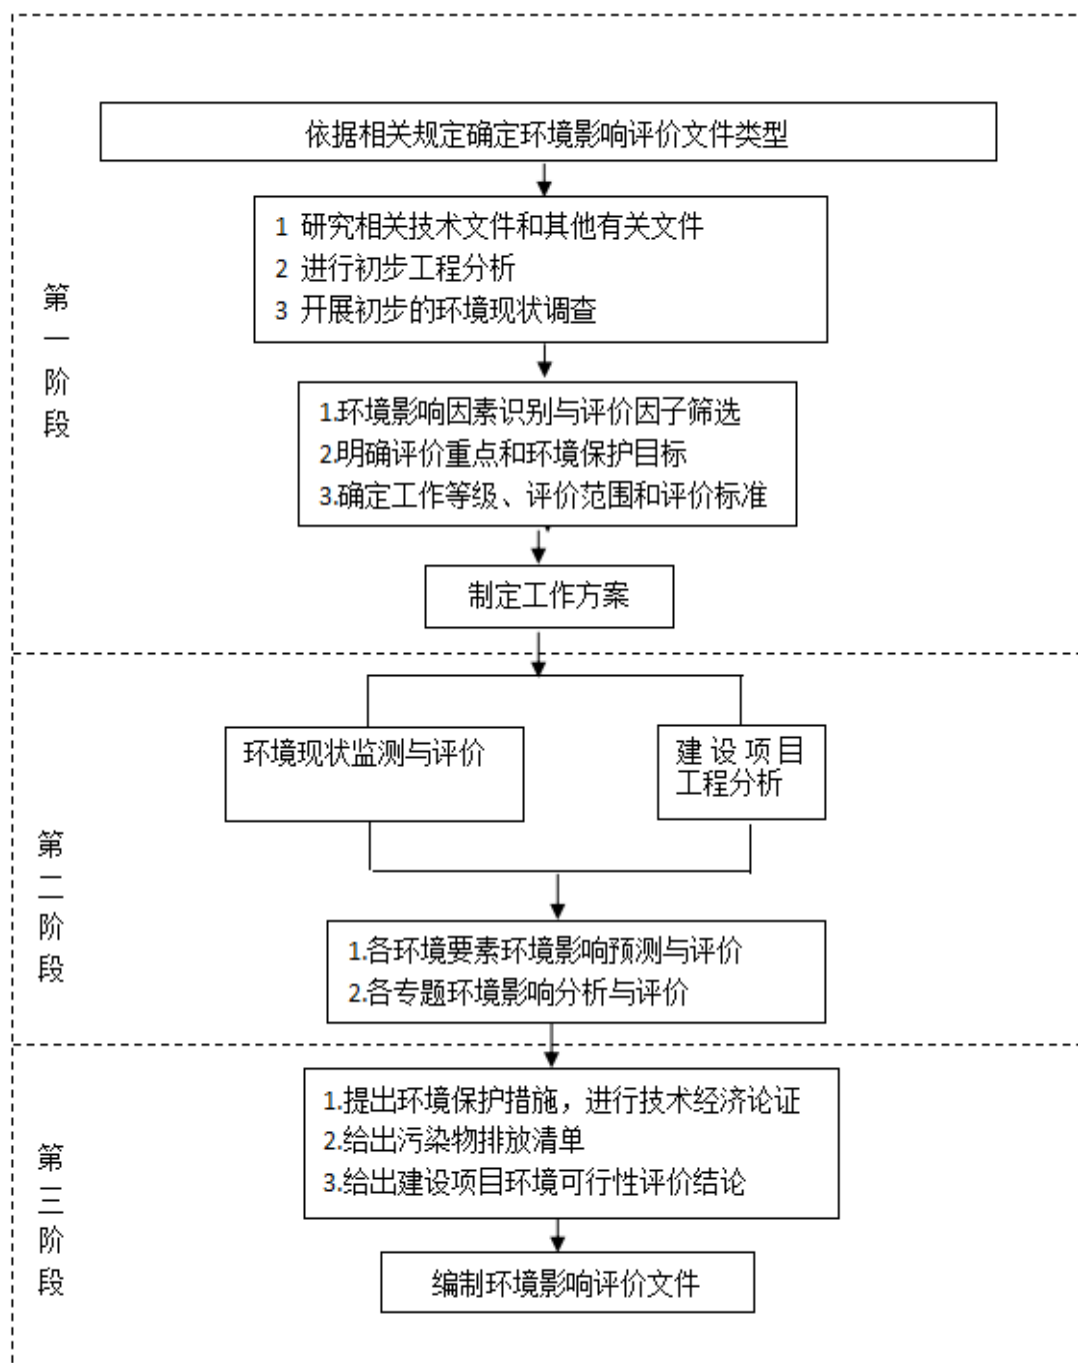 依据相关规定确定环境影响评价文件类型
1 研究相关技术文件和其他有关文件
2 进行初步工程分析
3 开展初步的环境现状调查
第
一
阶
段
1.环境影响因素识别与评价因子筛选
2.明确评价重点和环境保护目标
3.确定工作等级、评价范围和评价标准
制定工作方案
环境现状监测与评价
建设项目
工程分析
第
二
阶
段
1.各环境要素环境影响预测与评价
2.各专题环境影响分析与评价
1.提出环境保护措施，进行技术经济论证
2.给出污染物排放清单
3.给出建设项目环境可行性评价结论
第
三
阶
段
编制环境影响评价文件